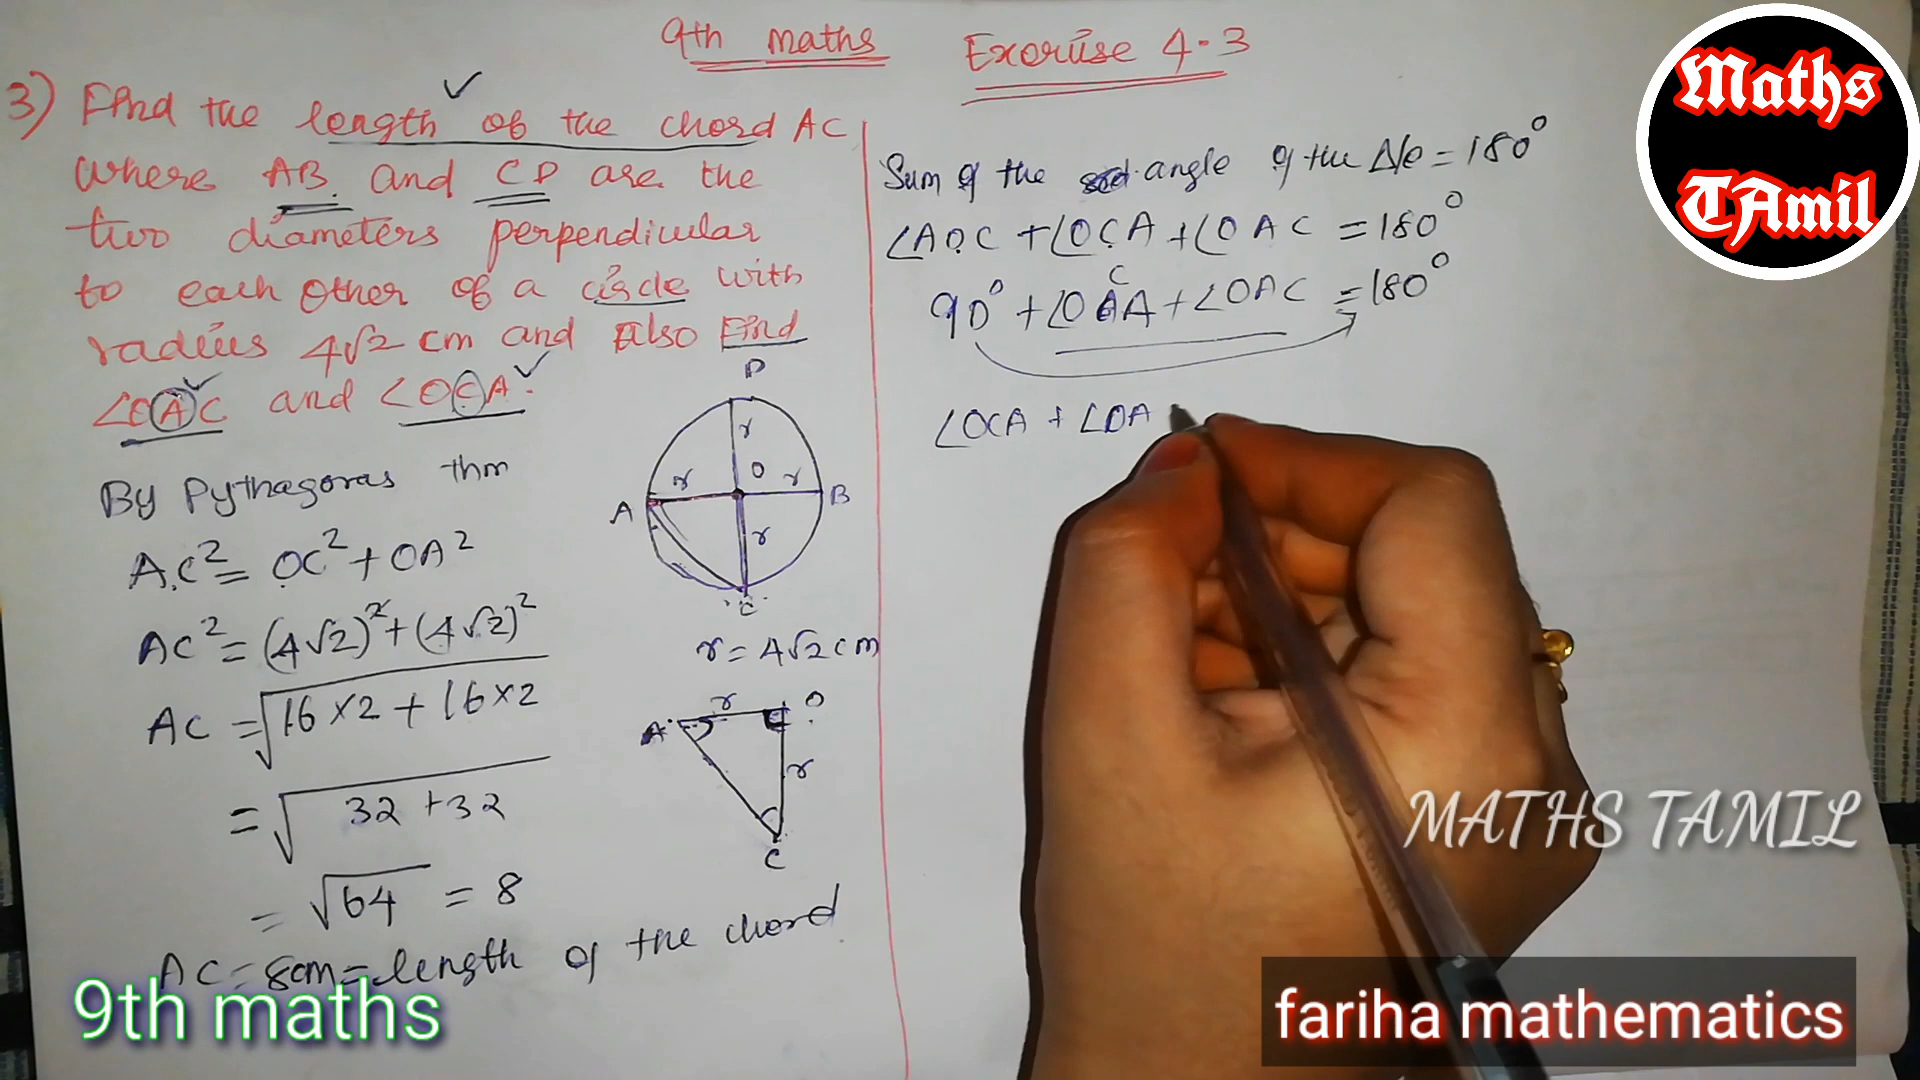 9th maths Exercise 4.3
3) Find the length of the chord AC
where AB and CD are the
two diameters perpendicular
to each other of a circle with
radius 4√2 cm and also Find
∠OAC and ∠OCA.
By Pythagoras thm
AC² = OC² + OA²
AC² = (4√2)² + (4√2)²
AC = √16×2 + 16×2
= √32 + 32
= √64 = 8
AC = 8cm = length of the chord
D
r
r O r
A B
r
C
r = 4√2 cm
A r O
r
C
Sum of the angle of the Δle = 180°
∠AOC + ∠OCA + ∠OAC = 180°
90° + ∠OCA + ∠OAC = 180°
∠OCA + ∠OA
Maths
TAmil
MATHS TAMIL
9th maths
fariha mathematics